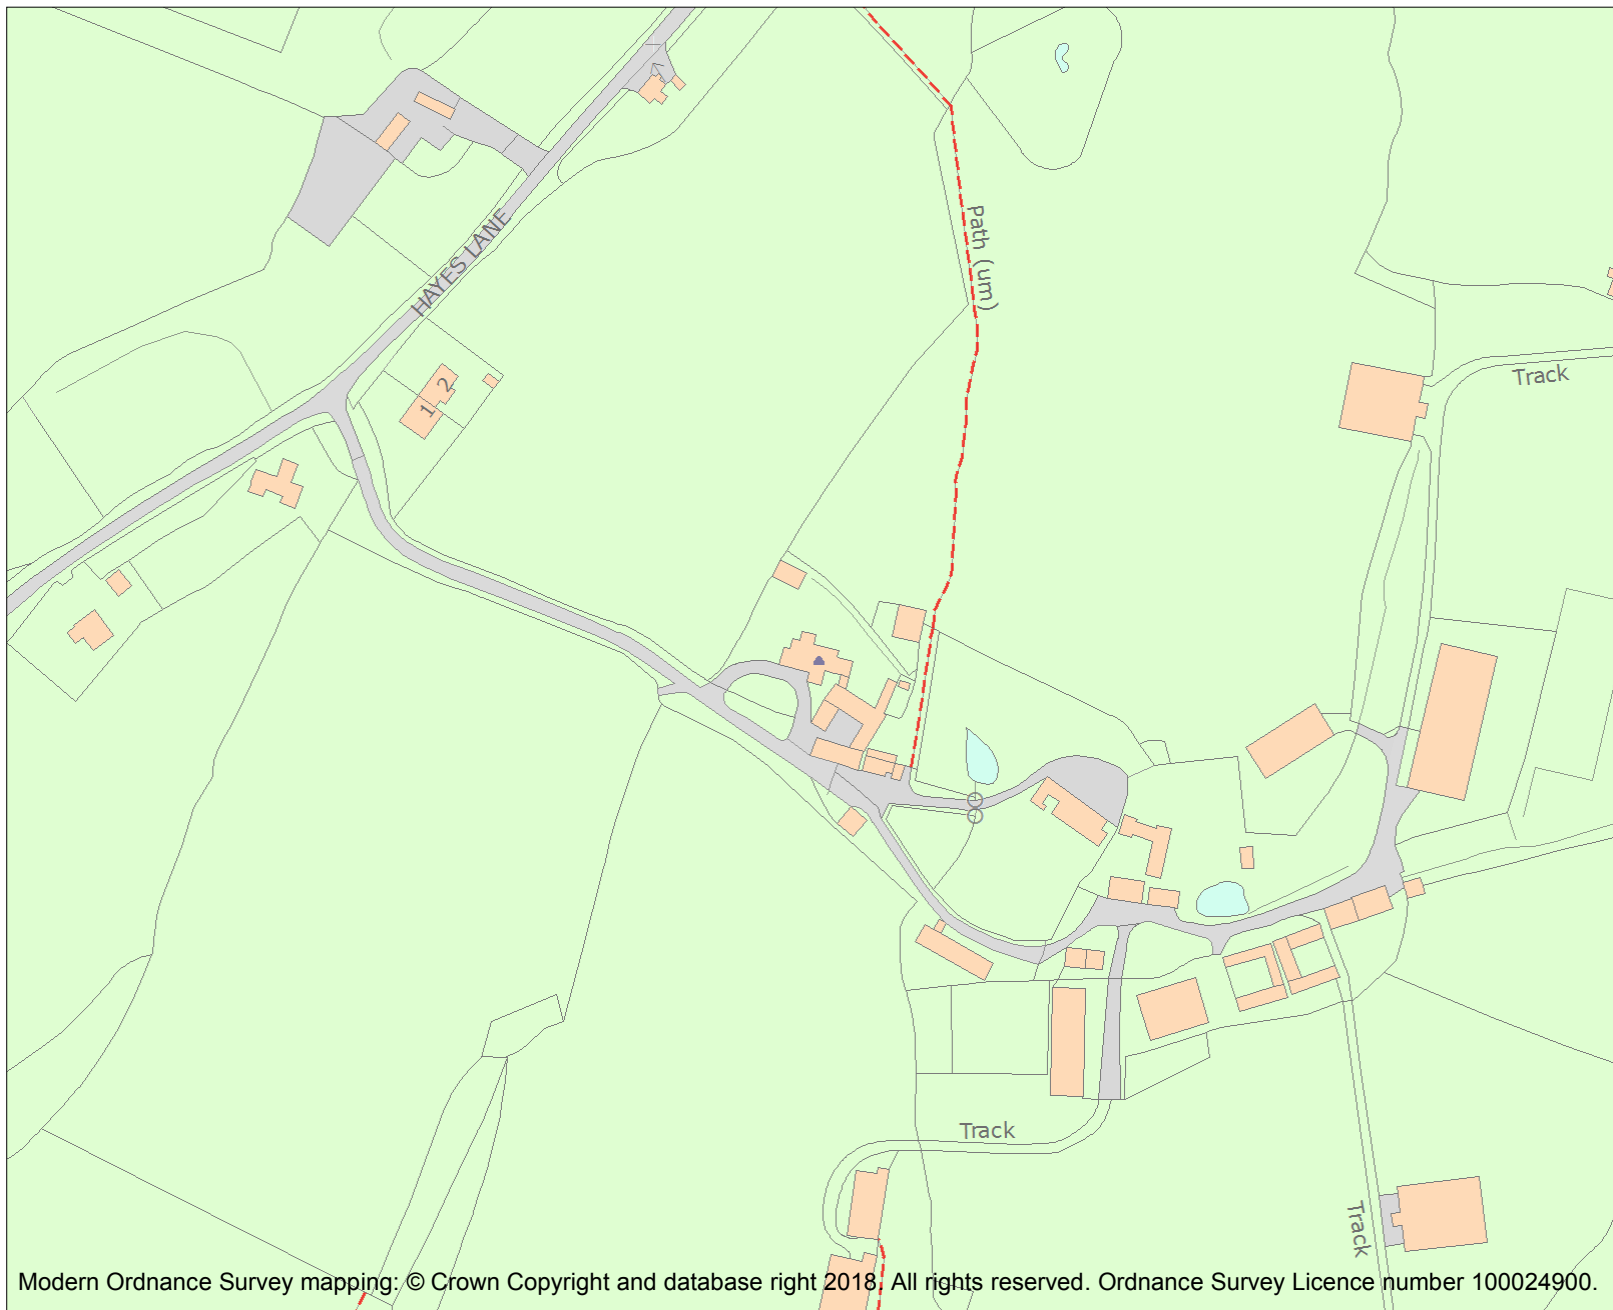 HAYES LANE
Path (um)
Track
2
1
Track
Track
Modern Ordnance Survey mapping: © Crown Copyright and database right 2018. All rights reserved. Ordnance Survey Licence number 100024900.